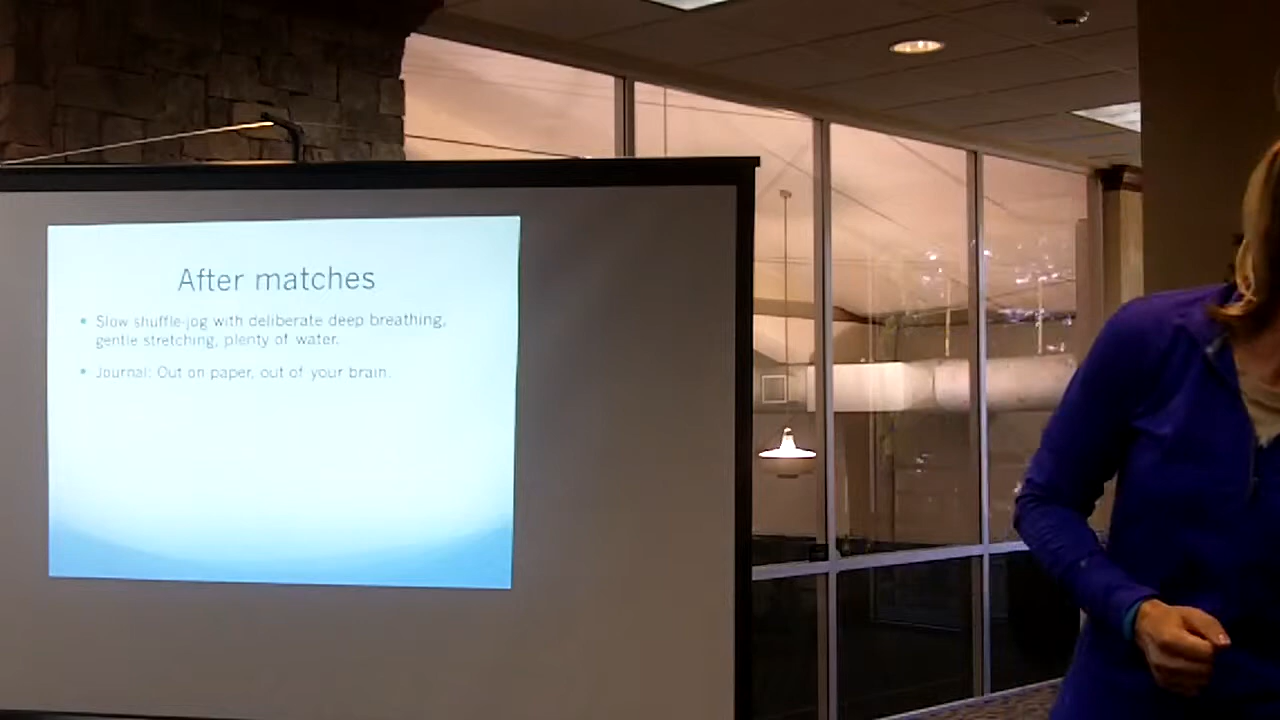 After matches
Slow shuffle-jog with deliberate deep breathing,
gentle stretching, plenty of water.
Journal: Out on paper, out of your brain.